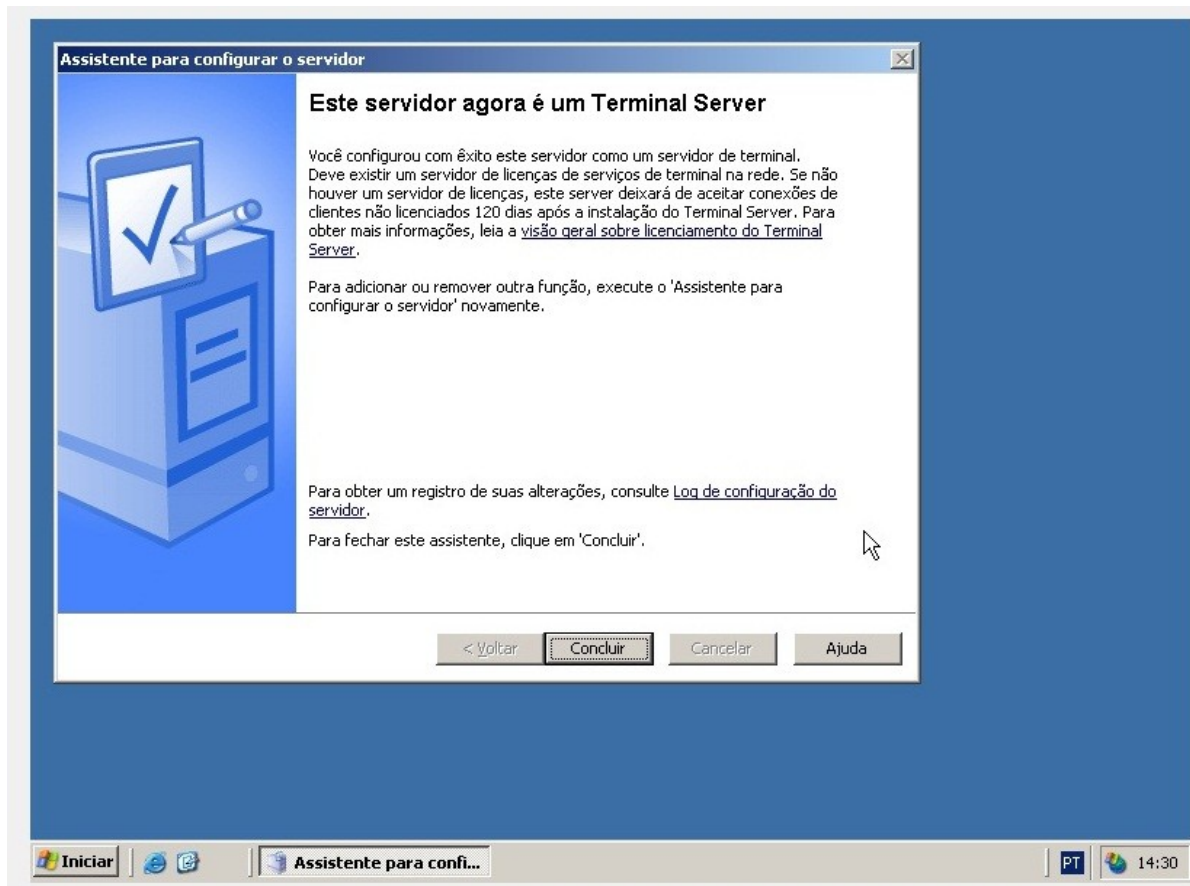 Assistente para configurar o servidor
Este servidor agora é um Terminal Server
Você configurou com êxito este servidor como um servidor de terminal.
Deve existir um servidor de licenças de serviços de terminal na rede. Se não
houver um servidor de licenças, este server deixará de aceitar conexões de
clientes não licenciados 120 dias após a instalação do Terminal Server. Para
obter mais informações, leia a visão geral sobre licenciamento do Terminal
Server.
Para adicionar ou remover outra função, execute o 'Assistente para
configurar o servidor' novamente.
Para obter um registro de suas alterações, consulte Log de configuração do
servidor.
Para fechar este assistente, clique em 'Concluir'.
< Voltar Concluir Cancelar Ajuda
Iniciar Assistente para confi... PT 14:30